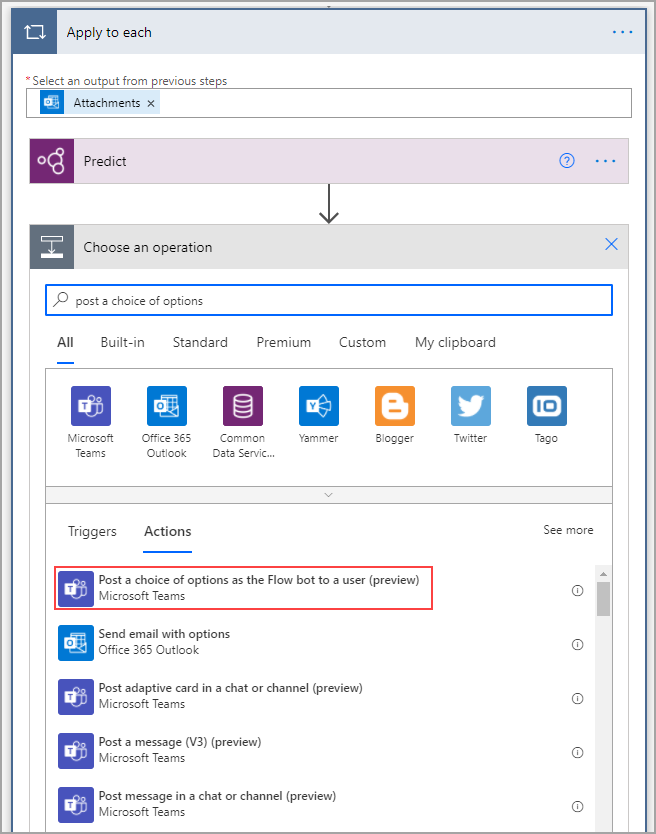 Apply to each
* Select an output from previous steps
Attachments ×
Predict
Choose an operation
post a choice of options
All Built-in Standard Premium Custom My clipboard
Microsoft Teams
Office 365 Outlook
Common Data Servic...
Yammer
Blogger
Twitter
Tago
Triggers Actions See more
Post a choice of options as the Flow bot to a user (preview)
Microsoft Teams
Send email with options
Office 365 Outlook
Post adaptive card in a chat or channel (preview)
Microsoft Teams
Post a message (V3) (preview)
Microsoft Teams
Post message in a chat or channel (preview)
Microsoft Teams